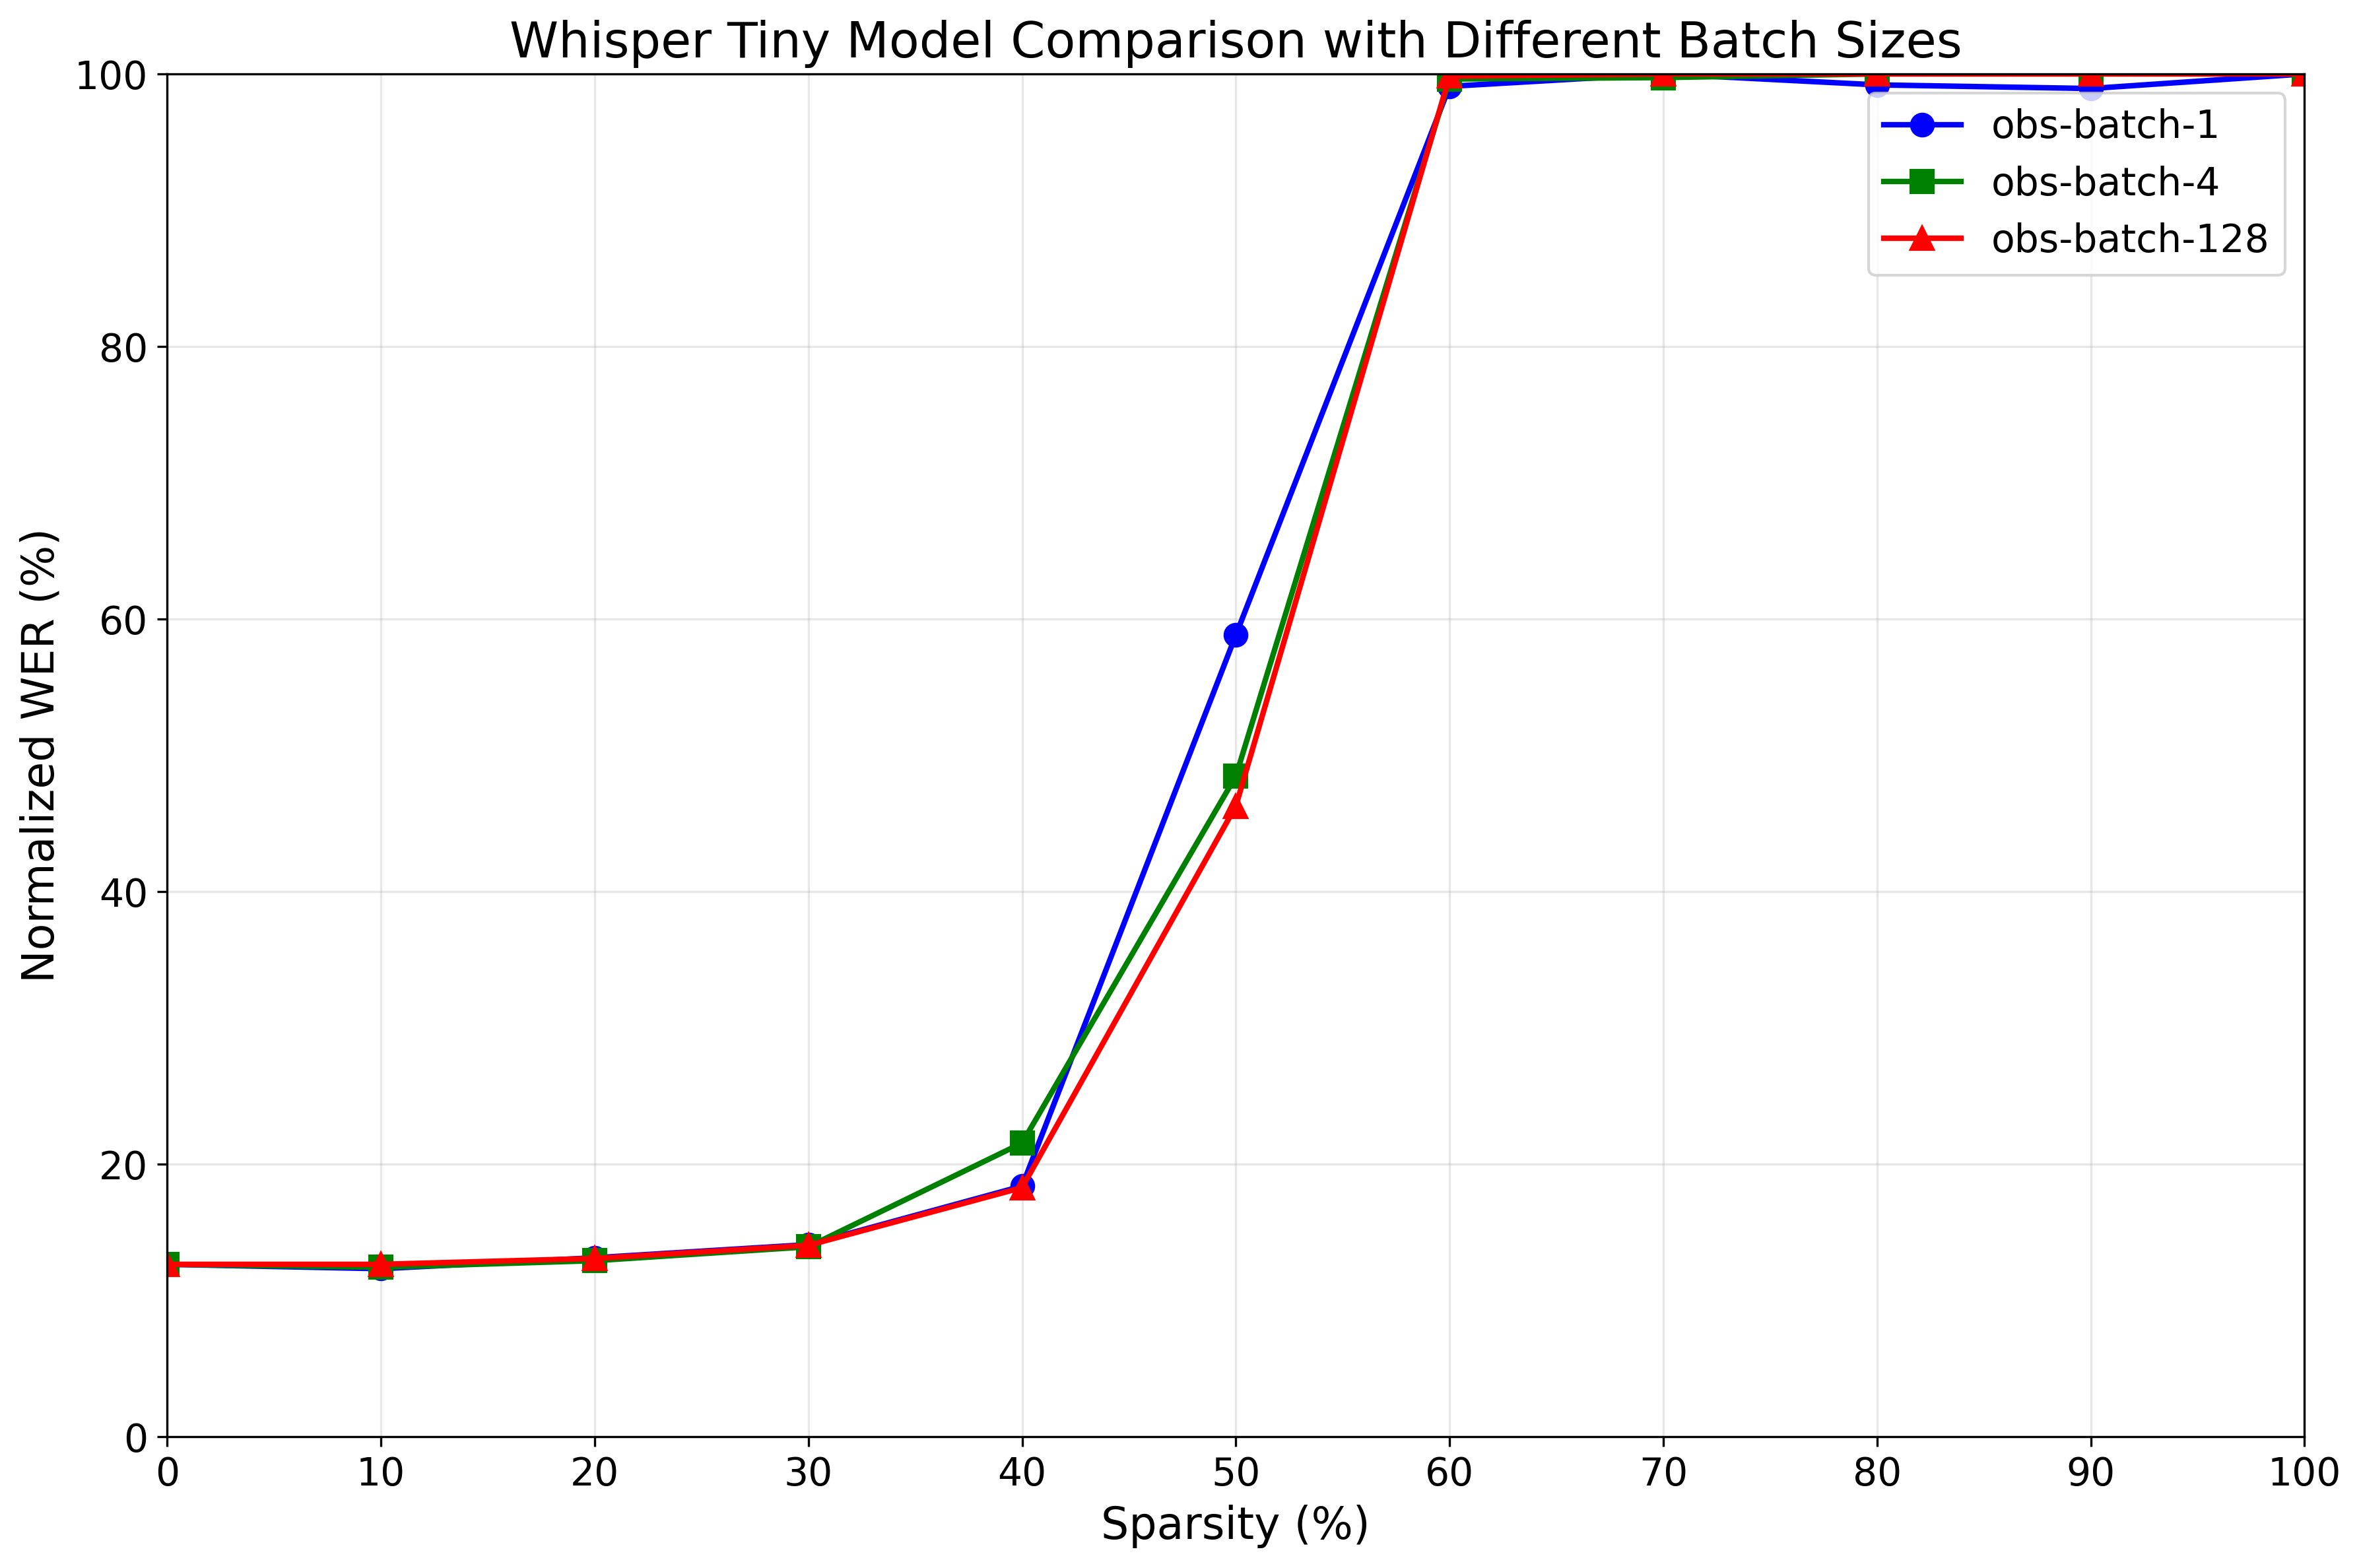 Whisper Tiny Model Comparison with Different Batch Sizes
Normalized WER (%)
100
80
60
40
20
0
obs-batch-1
obs-batch-4
obs-batch-128
0 10 20 30 40 50 60 70 80 90 100
Sparsity (%)